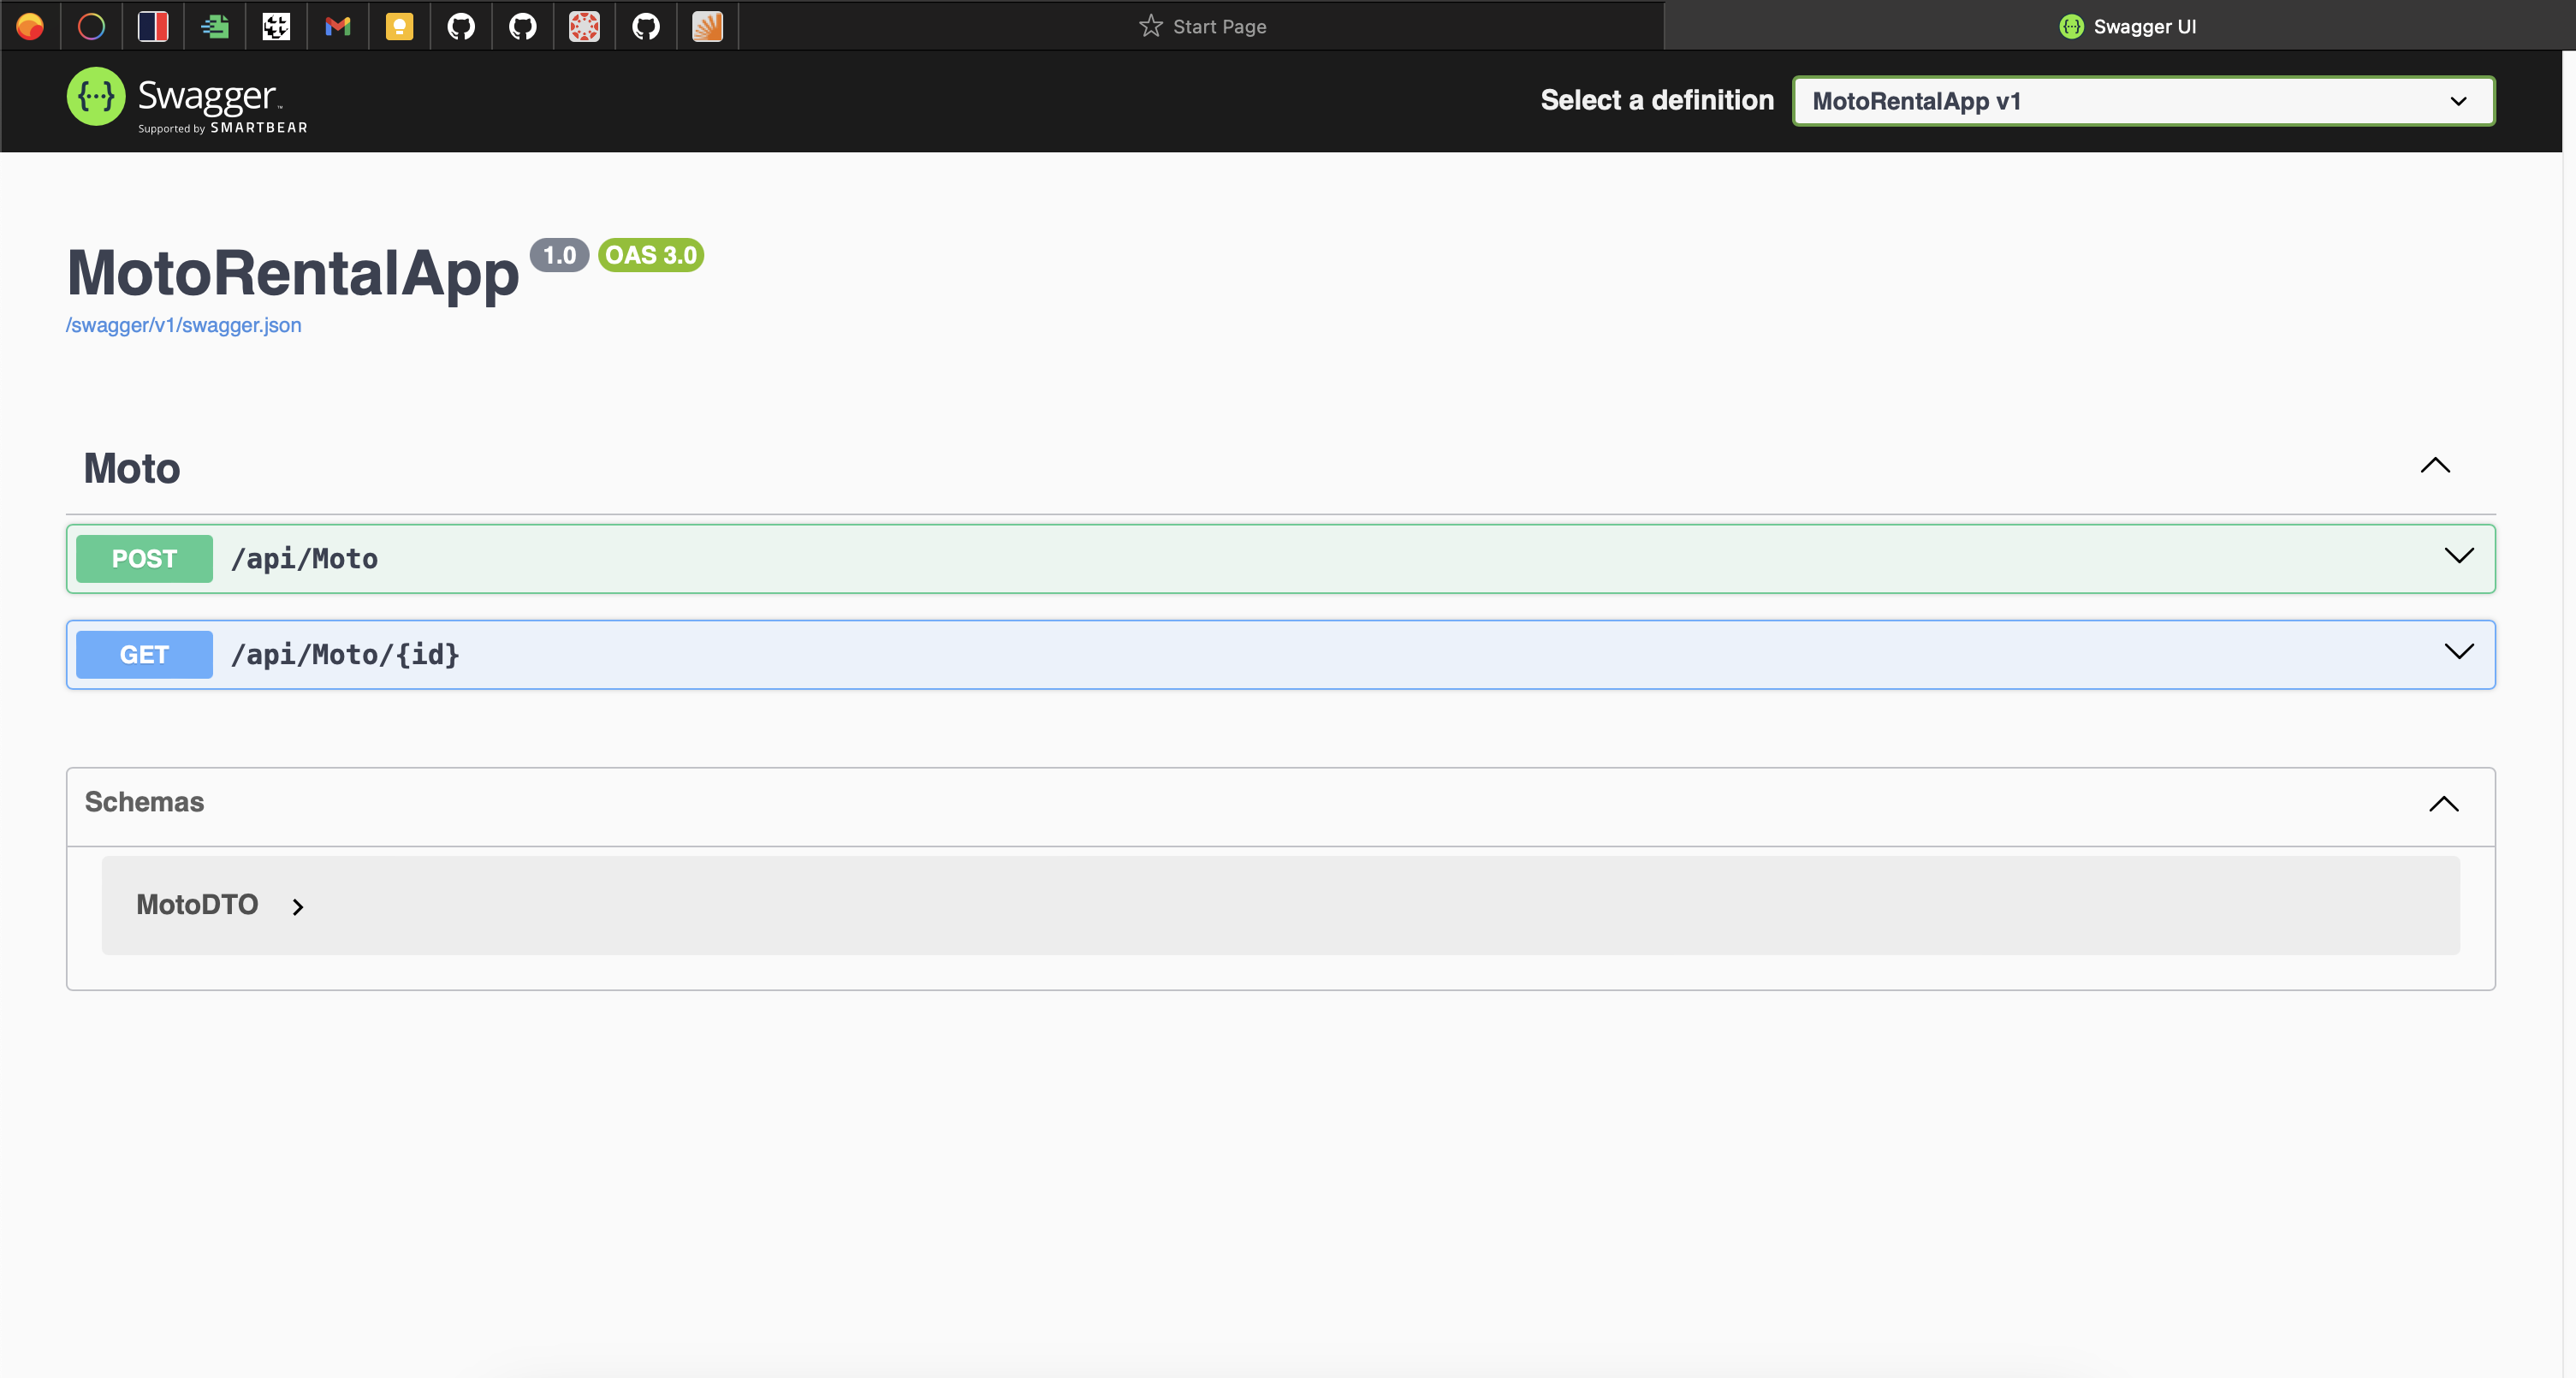 Start Page
Swagger UI
Swagger™
Supported by SMARTBEAR
Select a definition
MotoRentalApp v1
MotoRentalApp 1.0 OAS 3.0
/swagger/v1/swagger.json
Moto
POST /api/Moto
GET /api/Moto/{id}
Schemas
MotoDTO